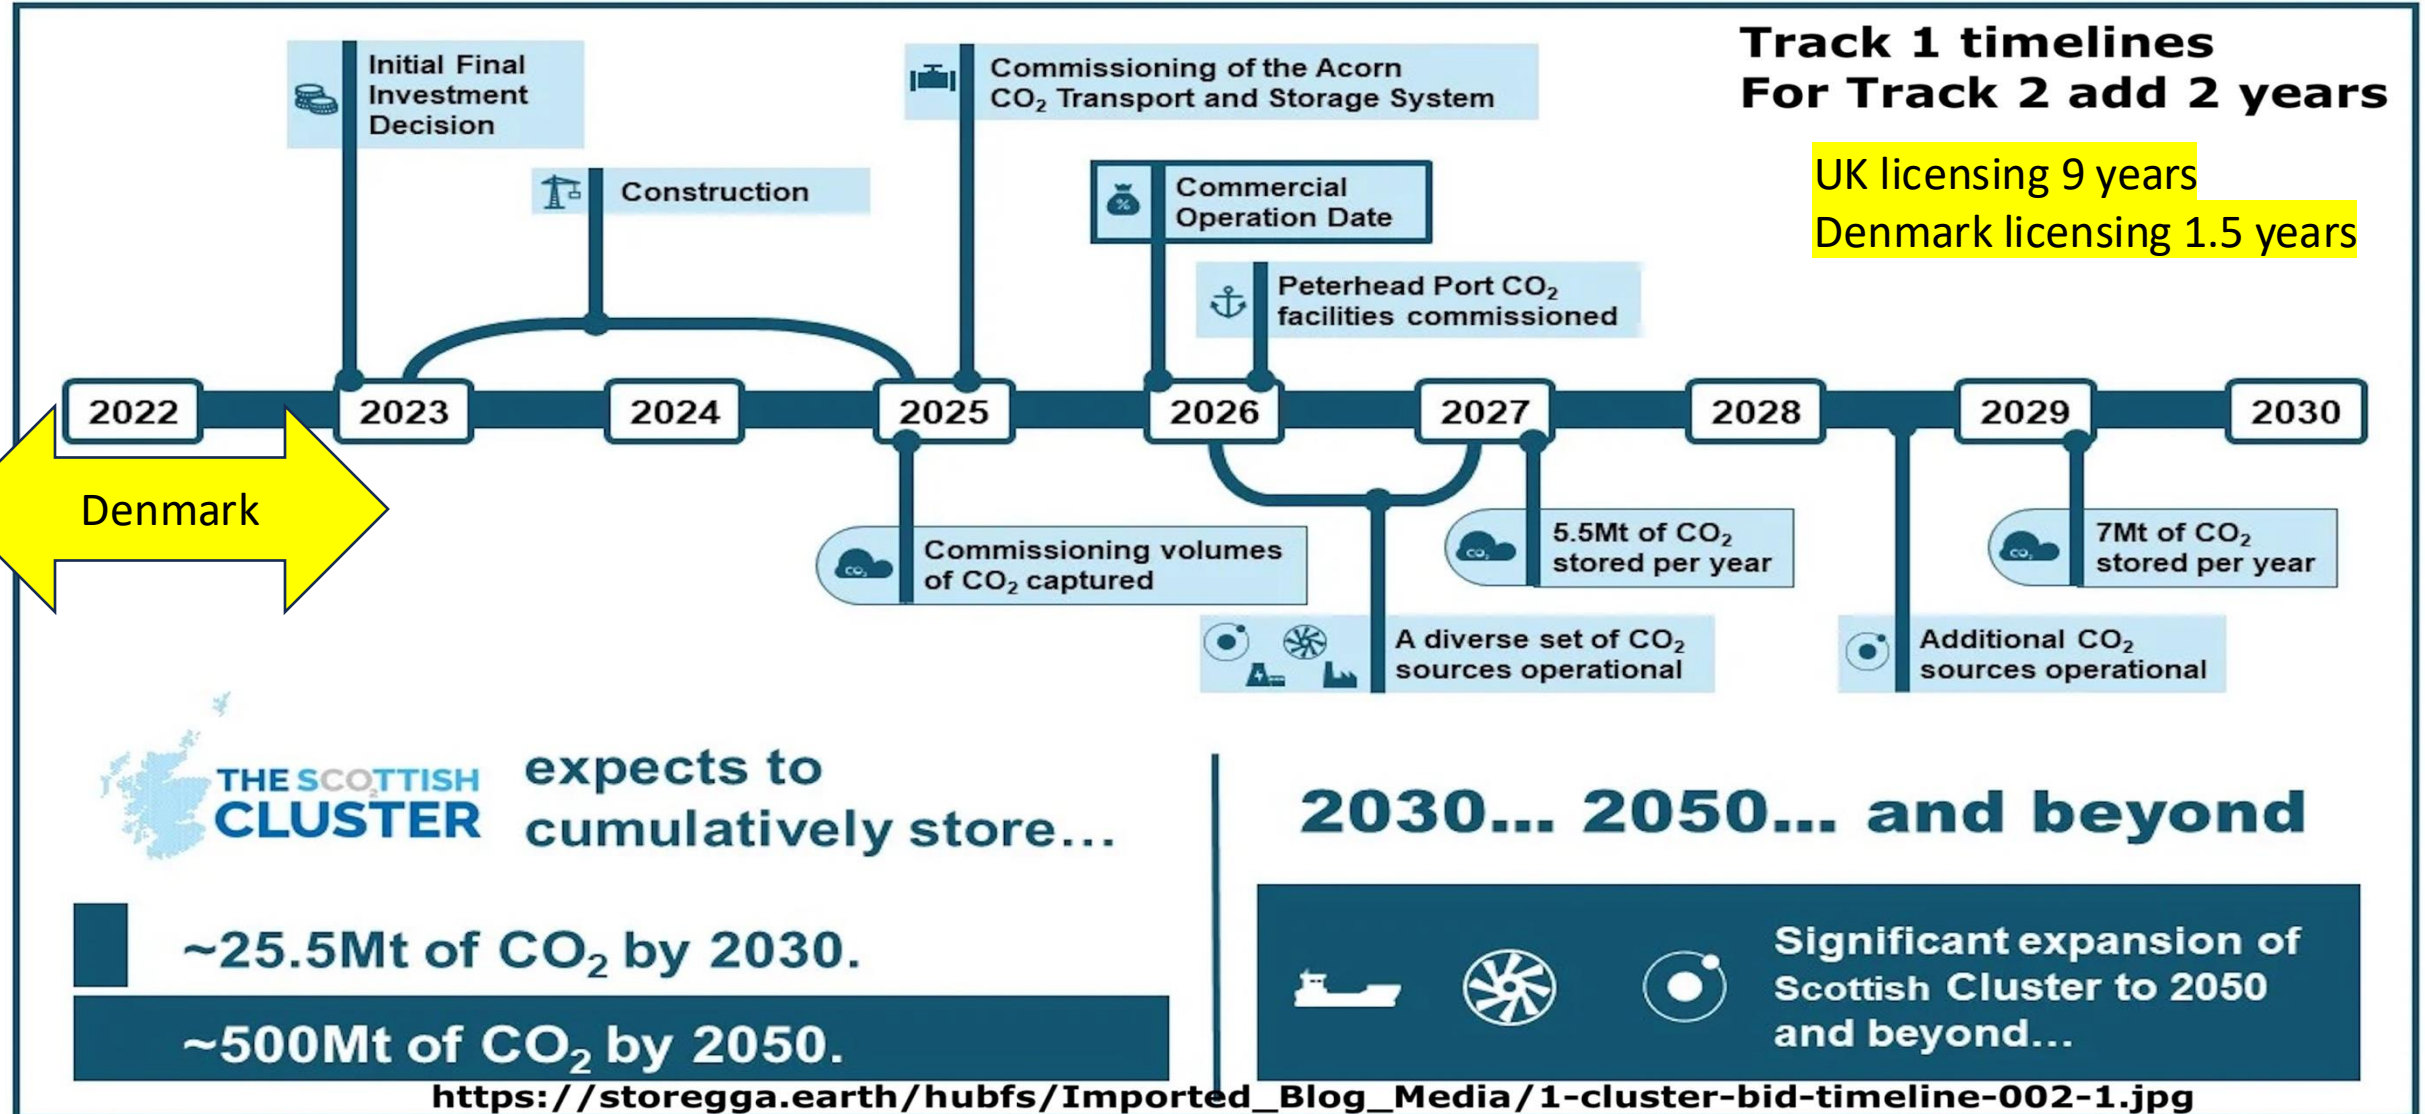 Track 1 timelines
For Track 2 add 2 years
UK licensing 9 years
Denmark licensing 1.5 years
Initial Final
Investment
Decision
Construction
Commissioning of the Acorn
CO₂ Transport and Storage System
%
Commercial
Operation Date
Peterhead Port CO₂
facilities commissioned
2022
2023
2024
2025
2026
2027
2028
2029
2030
Denmark
CO₂
Commissioning volumes
of CO₂ captured
A diverse set of CO₂
sources operational
CO₂
5.5Mt of CO₂
stored per year
Additional CO₂
sources operational
CO₂
7Mt of CO₂
stored per year
THE SCO₂TTISH
CLUSTER
expects to
cumulatively store...
~25.5Mt of CO₂ by 2030.
~500Mt of CO₂ by 2050.
2030... 2050... and beyond
Significant expansion of
Scottish Cluster to 2050
and beyond...
https://storegga.earth/hubfs/Imported_Blog_Media/1-cluster-bid-timeline-002-1.jpg